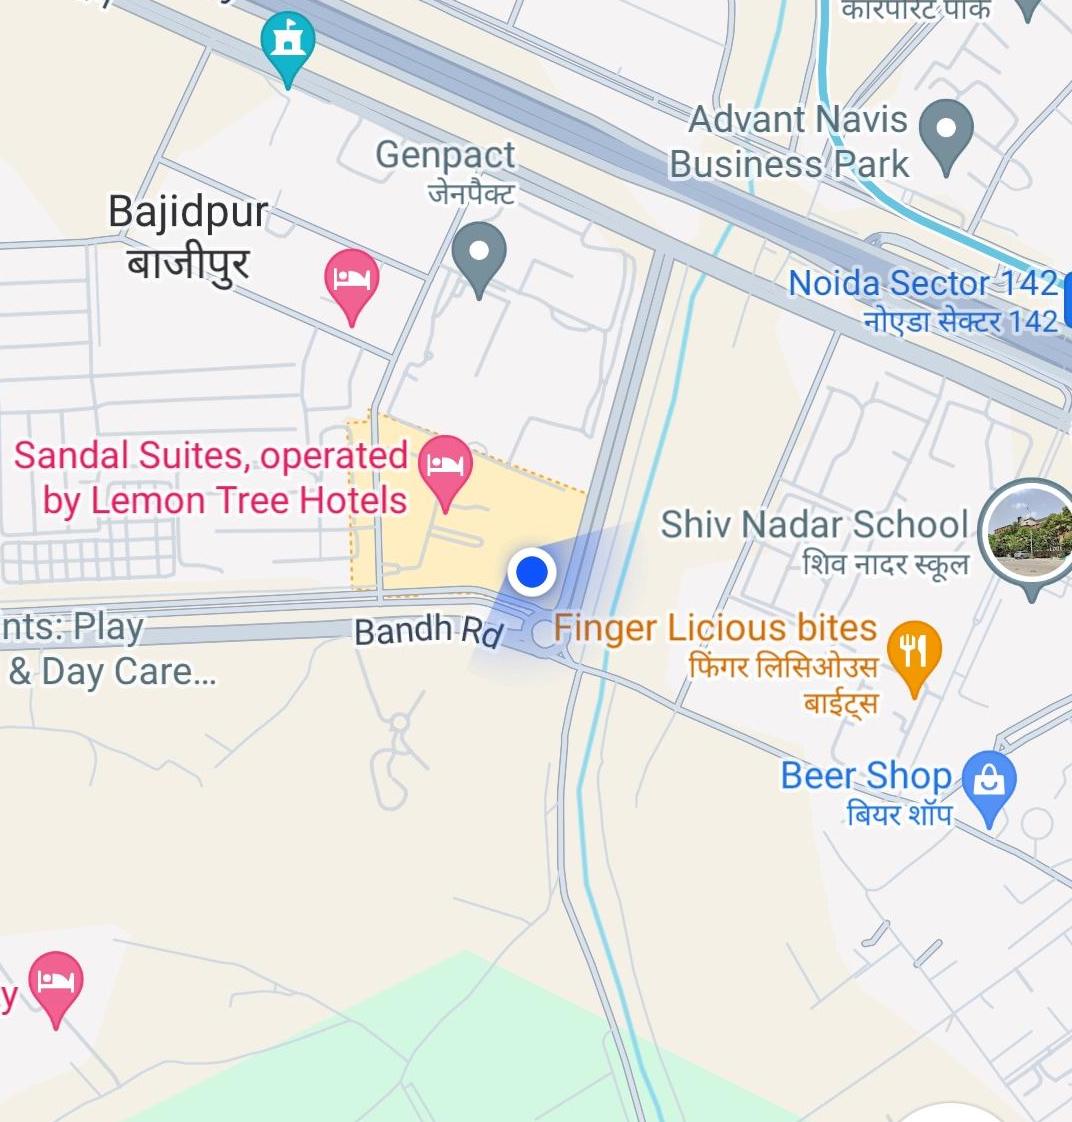 कारपोरेट पार्क
Advant Navis
Business Park
Genpact
जेनपैक्ट
Bajidpur
बाजीपुर
Noida Sector 142
नोएडा सेक्टर 142
Sandal Suites, operated
by Lemon Tree Hotels
Shiv Nadar School
शिव नादर स्कूल
nts: Play
& Day Care...
Bandh Rd
Finger Licious bites
फिंगर लिसिओउस
बाईट्स
Beer Shop
बियर शॉप
y